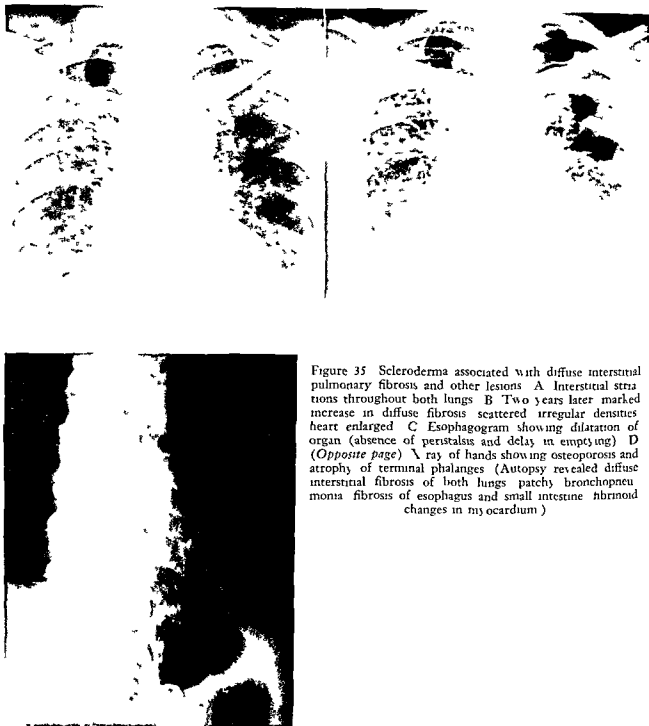 Figure 35 Scleroderma associated with diffuse interstitial
pulmonary fibrosis and other lesions A Interstitial stria
tions throughout both lungs B Two years later marked
increase in diffuse fibrosis scattered irregular densities
heart enlarged C Esophagogram showing dilatation of
organ (absence of peristalsis and delay in emptying) D
(Opposite page) X ray of hands showing osteoporosis and
atrophy of terminal phalanges (Autopsy revealed diffuse
interstitial fibrosis of both lungs patchy bronchopneu
monia fibrosis of esophagus and small intestine fibrinoid
changes in myocardium )